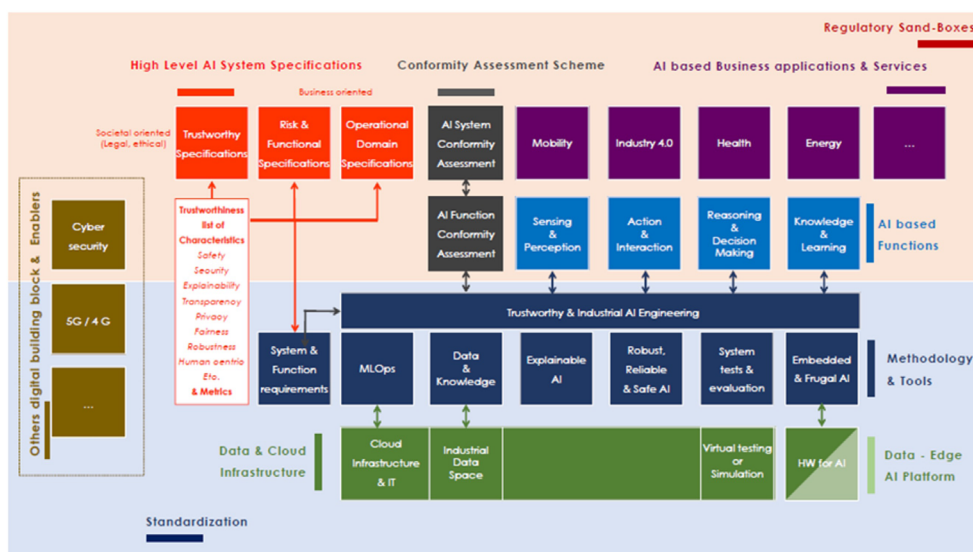 Regulatory Sand-Boxes
High Level AI System Specifications
Conformity Assessment Scheme
AI based Business applications & Services
Business oriented
Societal oriented
(Legal, ethical)
Trustworthy
Specifications
Risk &
Functional
Specifications
Operational
Domain
Specifications
AI System
Conformity
Assessment
Mobility
Industry 4.0
Health
Energy
...
Others digital building block & Enablers
Cyber
security
5G / 4 G
...
Trustworthiness
list of
Characteristics
Safety
Security
Explainability
Transparency
Privacy
Fairness
Robustness
Human centric
Etc.
& Metrics
AI Function
Conformity
Assessment
Sensing
&
Perception
Action
&
Interaction
Reasoning
&
Decision
Making
Knowledge
&
Learning
AI based
Functions
Trustworthy & Industrial AI Engineering
System &
Function
requirements
MLOps
Data
&
Knowledge
Explainable
AI
Robust,
Reliable
& Safe AI
System
tests &
evaluation
Embedded
& Frugal AI
Methodology
& Tools
Data & Cloud
Infrastructure
Cloud
Infrastructure
& IT
Industrial
Data
Space
Virtual testing
or
Simulation
HW for AI
Data - Edge
AI Platform
Standardization